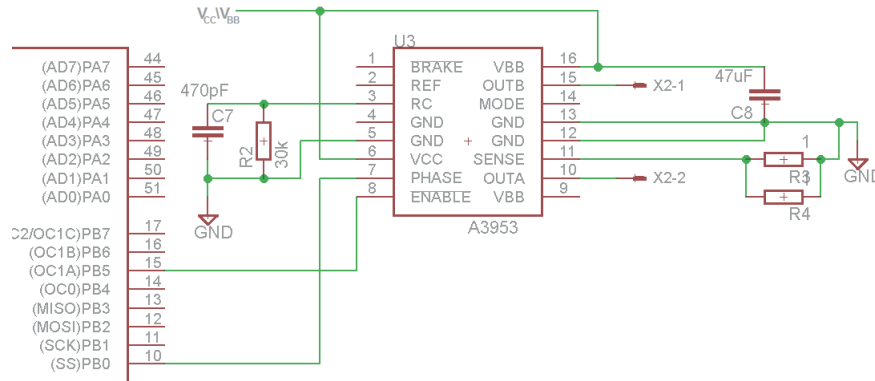 VCC\VBB
U3
44
(AD7)PA7
45
(AD6)PA6
46
(AD5)PA5
47
(AD4)PA4
48
(AD3)PA3
49
(AD2)PA2
50
(AD1)PA1
51
(AD0)PA0
17
C2/OC1C)PB7
16
(OC1B)PB6
15
(OC1A)PB5
14
(OC0)PB4
13
(MISO)PB3
12
(MOSI)PB2
11
(SCK)PB1
10
(SS)PB0
470pF
C7
R2
30k
GND
1 BRAKE
2 REF
3 RC
4 GND
5 GND
6 VCC
7 PHASE
8 ENABLE
VBB 16
OUTB 15
MODE 14
GND 13
GND 12
SENSE 11
OUTA 10
VBB 9
A3953
X2-1
X2-2
47uF
C8
1
R3
R4
GND